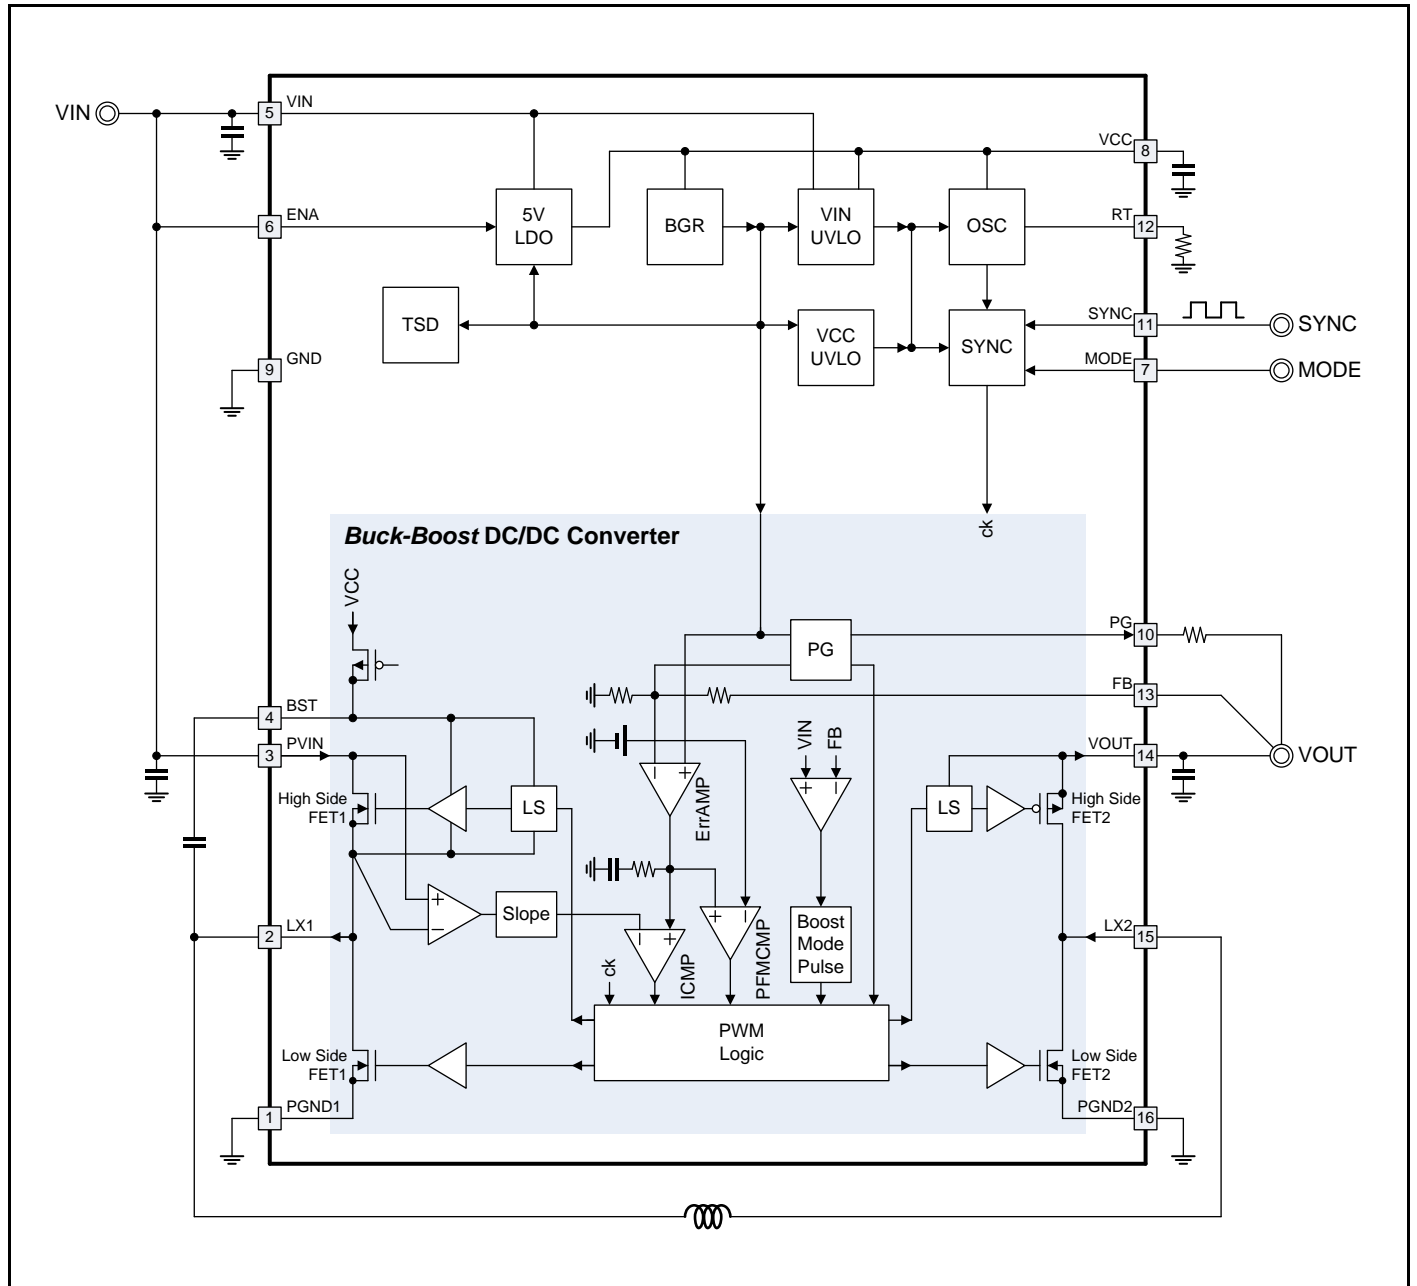 VIN
5
VIN
VCC
8
6
ENA
5V
LDO
BGR
VIN
UVLO
OSC
RT
12
TSD
VCC
UVLO
SYNC
SYNC
11
SYNC
9
GND
MODE
7
MODE
ck
Buck-Boost DC/DC Converter
VCC
PG
PG
10
FB
13
4
BST
3
PVIN
VIN
FB
VOUT
14
VOUT
High Side
FET1
LS
− +
ErrAMP
+ −
LS
High Side
FET2
2
LX1
+
−
Slope
− +
ICMP
+ −
PFMCMP
Boost
Mode
Pulse
LX2
15
ck
PWM
Logic
Low Side
FET1
Low Side
FET2
1
PGND1
PGND2
16